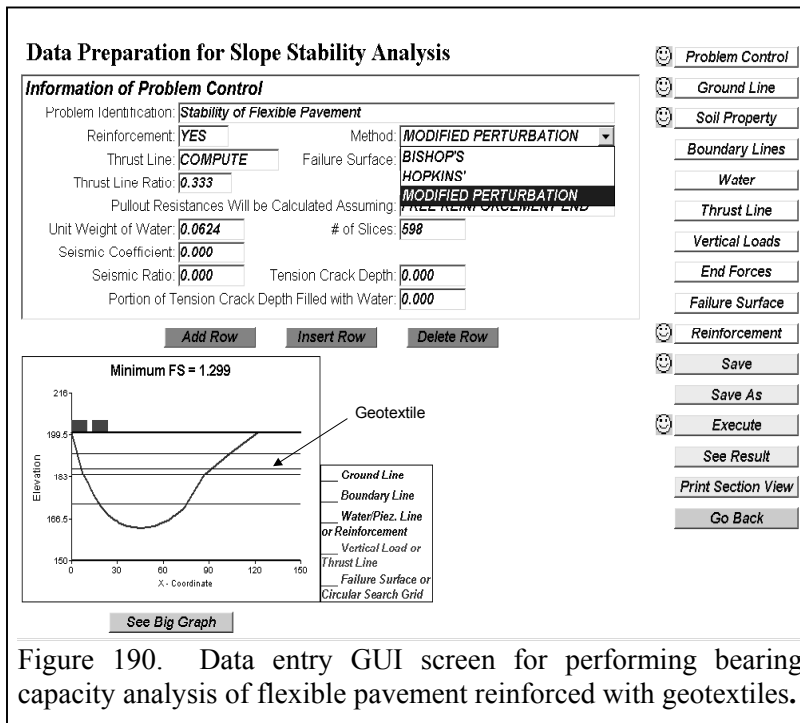 Data Preparation for Slope Stability Analysis
Information of Problem Control
Problem Identification: Stability of Flexible Pavement
Reinforcement: YES Method: MODIFIED PERTURBATION
Thrust Line: COMPUTE Failure Surface: BISHOP'S
HOPKINS'
Thrust Line Ratio: 0.333 MODIFIED PERTURBATION
Pullout Resistances Will be Calculated Assuming: FREE REINFORCEMENT END
Unit Weight of Water: 0.0624 # of Slices: 598
Seismic Coefficient: 0.000
Seismic Ratio: 0.000 Tension Crack Depth: 0.000
Portion of Tension Crack Depth Filled with Water: 0.000
Add Row Insert Row Delete Row
Minimum FS = 1.299
216
199.5
183
166.5
150
Elevation
0 30 60 90 120 150
X - Coordinate
Geotextile
Ground Line
Boundary Line
Water/Piez. Line
or Reinforcement
Vertical Load or
Thrust Line
Failure Surface or
Circular Search Grid
See Big Graph
Problem Control
Ground Line
Soil Property
Boundary Lines
Water
Thrust Line
Vertical Loads
End Forces
Failure Surface
Reinforcement
Save
Save As
Execute
See Result
Print Section View
Go Back
Figure 190. Data entry GUI screen for performing bearing
capacity analysis of flexible pavement reinforced with geotextiles.